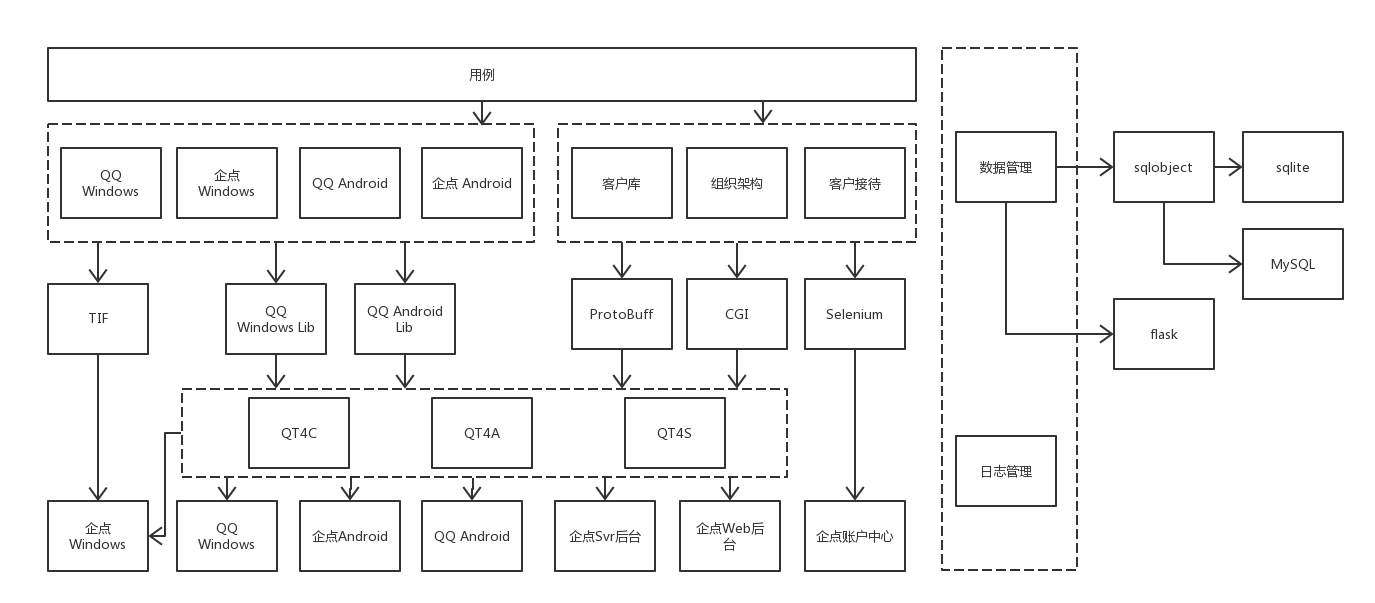 用例
QQ
Windows
企点
Windows
QQ Android
企点 Android
客户库
组织架构
客户接待
数据管理
sqlobject
sqlite
MySQL
TIF
QQ
Windows Lib
QQ Android
Lib
ProtoBuff
CGI
Selenium
flask
QT4C
QT4A
QT4S
日志管理
企点
Windows
QQ
Windows
企点Android
QQ Android
企点Svr后台
企点Web后
台
企点账户中心